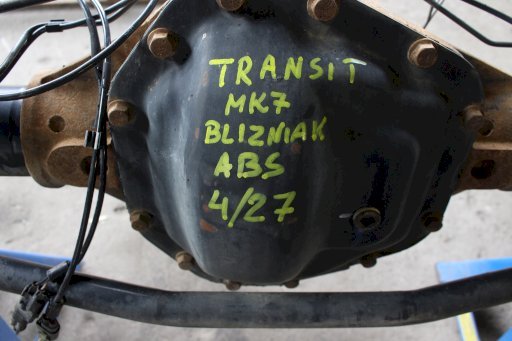 TRANSIT
MK7
BLIZNIAK
ABS
4/27